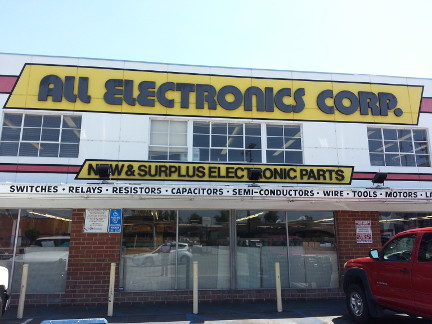 ALL ELECTRONICS CORP.
NEW & SURPLUS ELECTRONIC PARTS
SWITCHES • RELAYS • RESISTORS • CAPACITORS • SEMI-CONDUCTORS • WIRE • TOOLS • MOTORS •